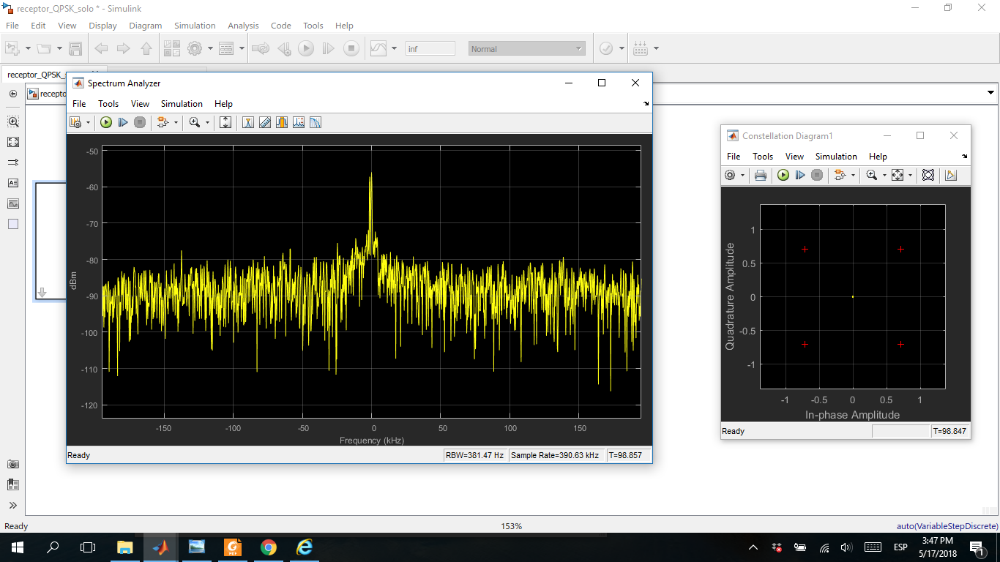 receptor_QPSK_solo * - Simulink
File Edit View Display Diagram Simulation Analysis Code Tools Help
inf Normal
receptor_QPSK_s
recepto
Spectrum Analyzer
File Tools View Simulation Help
-50
-60
-70
-80
-90
-100
-110
-120
dBm
-150 -100 -50 0 50 100 150
Frequency (kHz)
Ready RBW=381.47 Hz Sample Rate=390.63 kHz T=98.857
Constellation Diagram1
File Tools View Simulation Help
1
0.5
0
-0.5
-1
Quadrature Amplitude
-1 -0.5 0 0.5 1
In-phase Amplitude
Ready T=98.847
Ready 153% auto(VariableStepDiscrete)
ESP 3:47 PM
5/17/2018
1